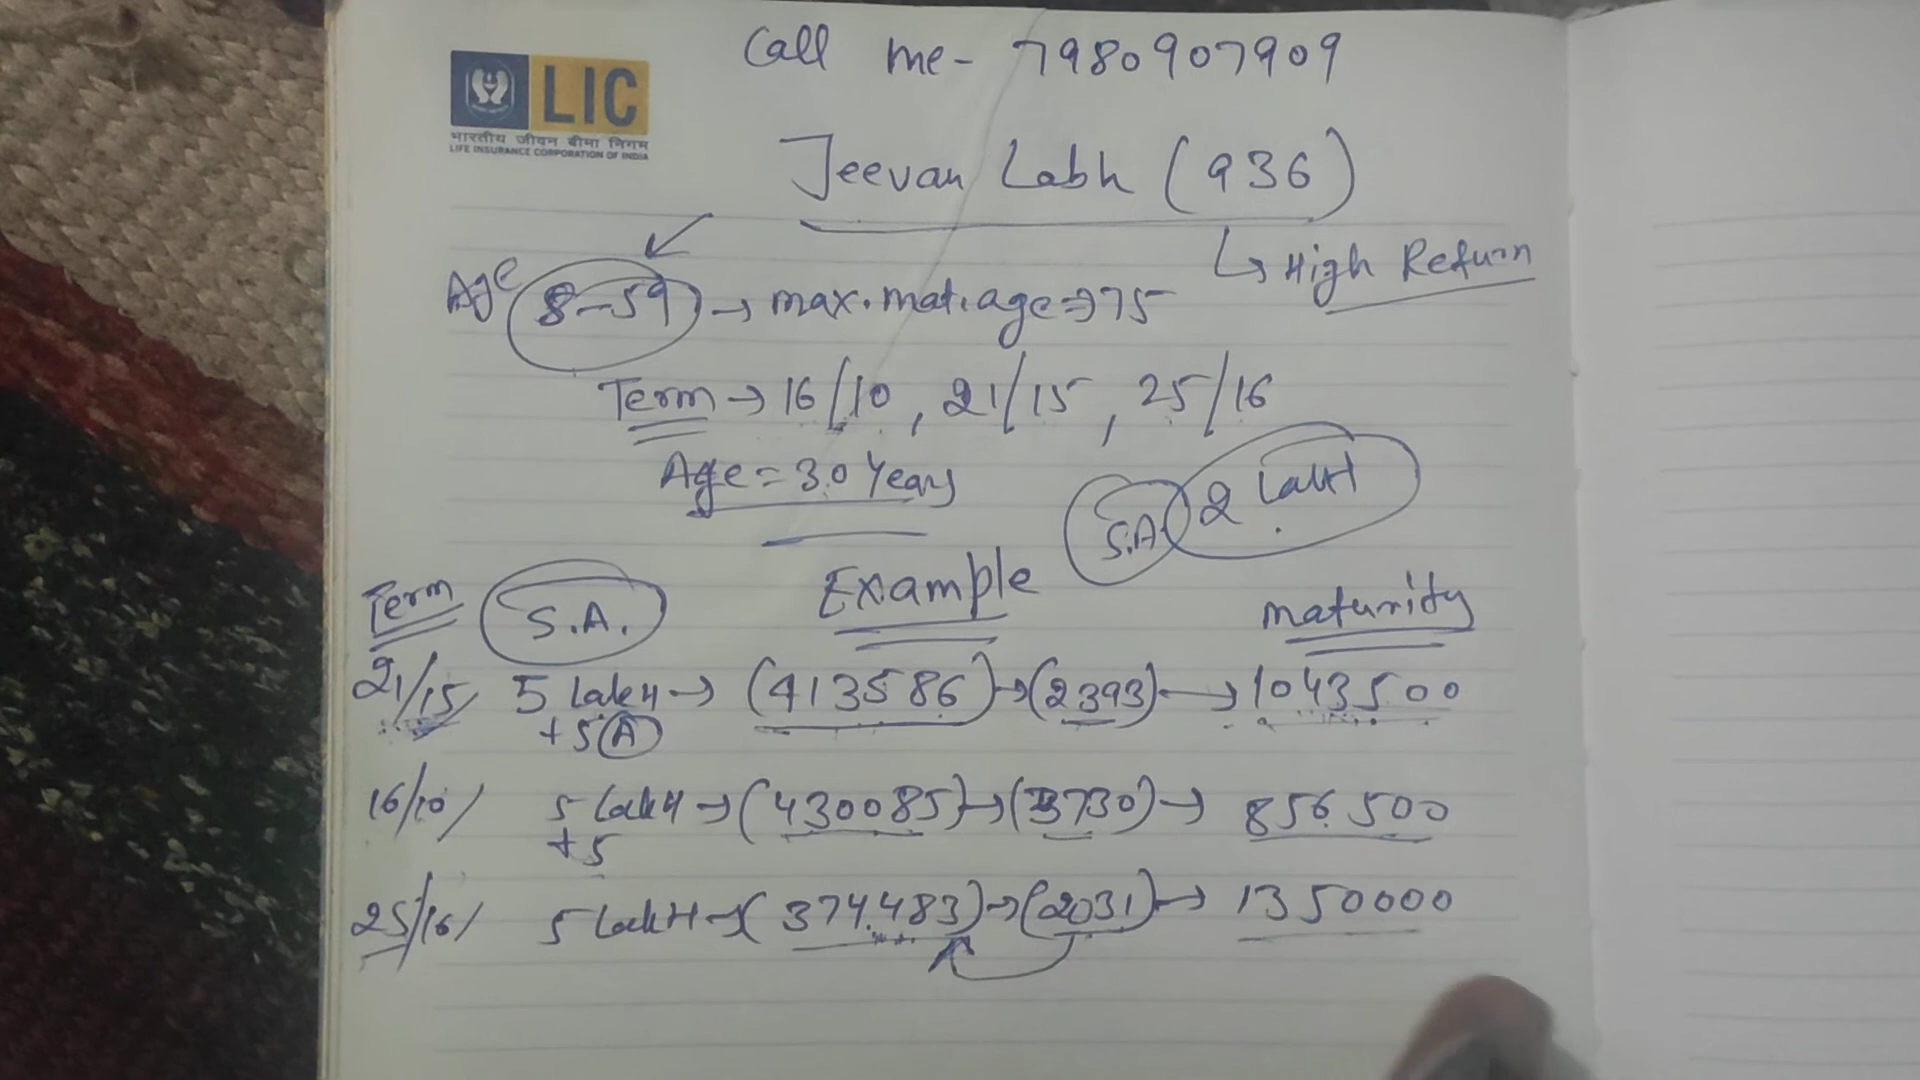 Call me - 7980907909
LIC
भारतीय जीवन बीमा निगम
LIFE INSURANCE CORPORATION OF INDIA
Jeevan Labh (936)
↳ High Return
Age 8-59 → max. mat. age ⇒ 75
Term → 16/10, 21/15, 25/16
Age = 30 Years
S.A. 2 Lakh
Example
Term S.A. maturity
21/15 5 Lakh → (413586) → (2393) → 1043500
+5 A
16/10 5 Lakh → (430085) → (3730) → 856500
+5
25/16 5 Lakh → (374483) → (2031) → 1350000